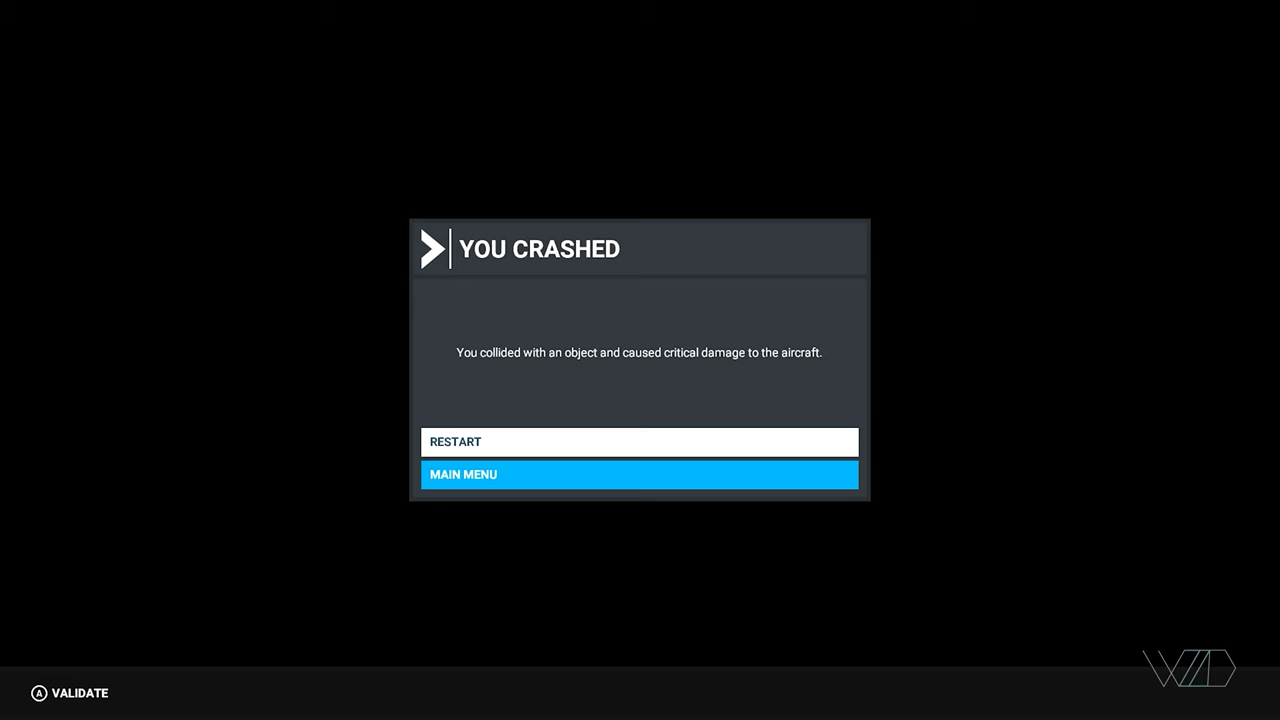 YOU CRASHED
You collided with an object and caused critical damage to the aircraft.
RESTART
MAIN MENU
A VALIDATE